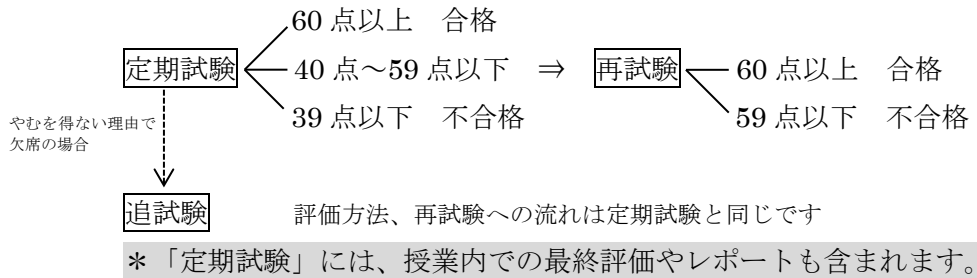 60 点以上　合格
定期試験　40 点～59 点以下　⇒　再試験　60 点以上　合格
39 点以下　不合格　59 点以下　不合格
やむを得ない理由で
欠席の場合
追試験　評価方法、再試験への流れは定期試験と同じです
＊「定期試験」には、授業内での最終評価やレポートも含まれます。